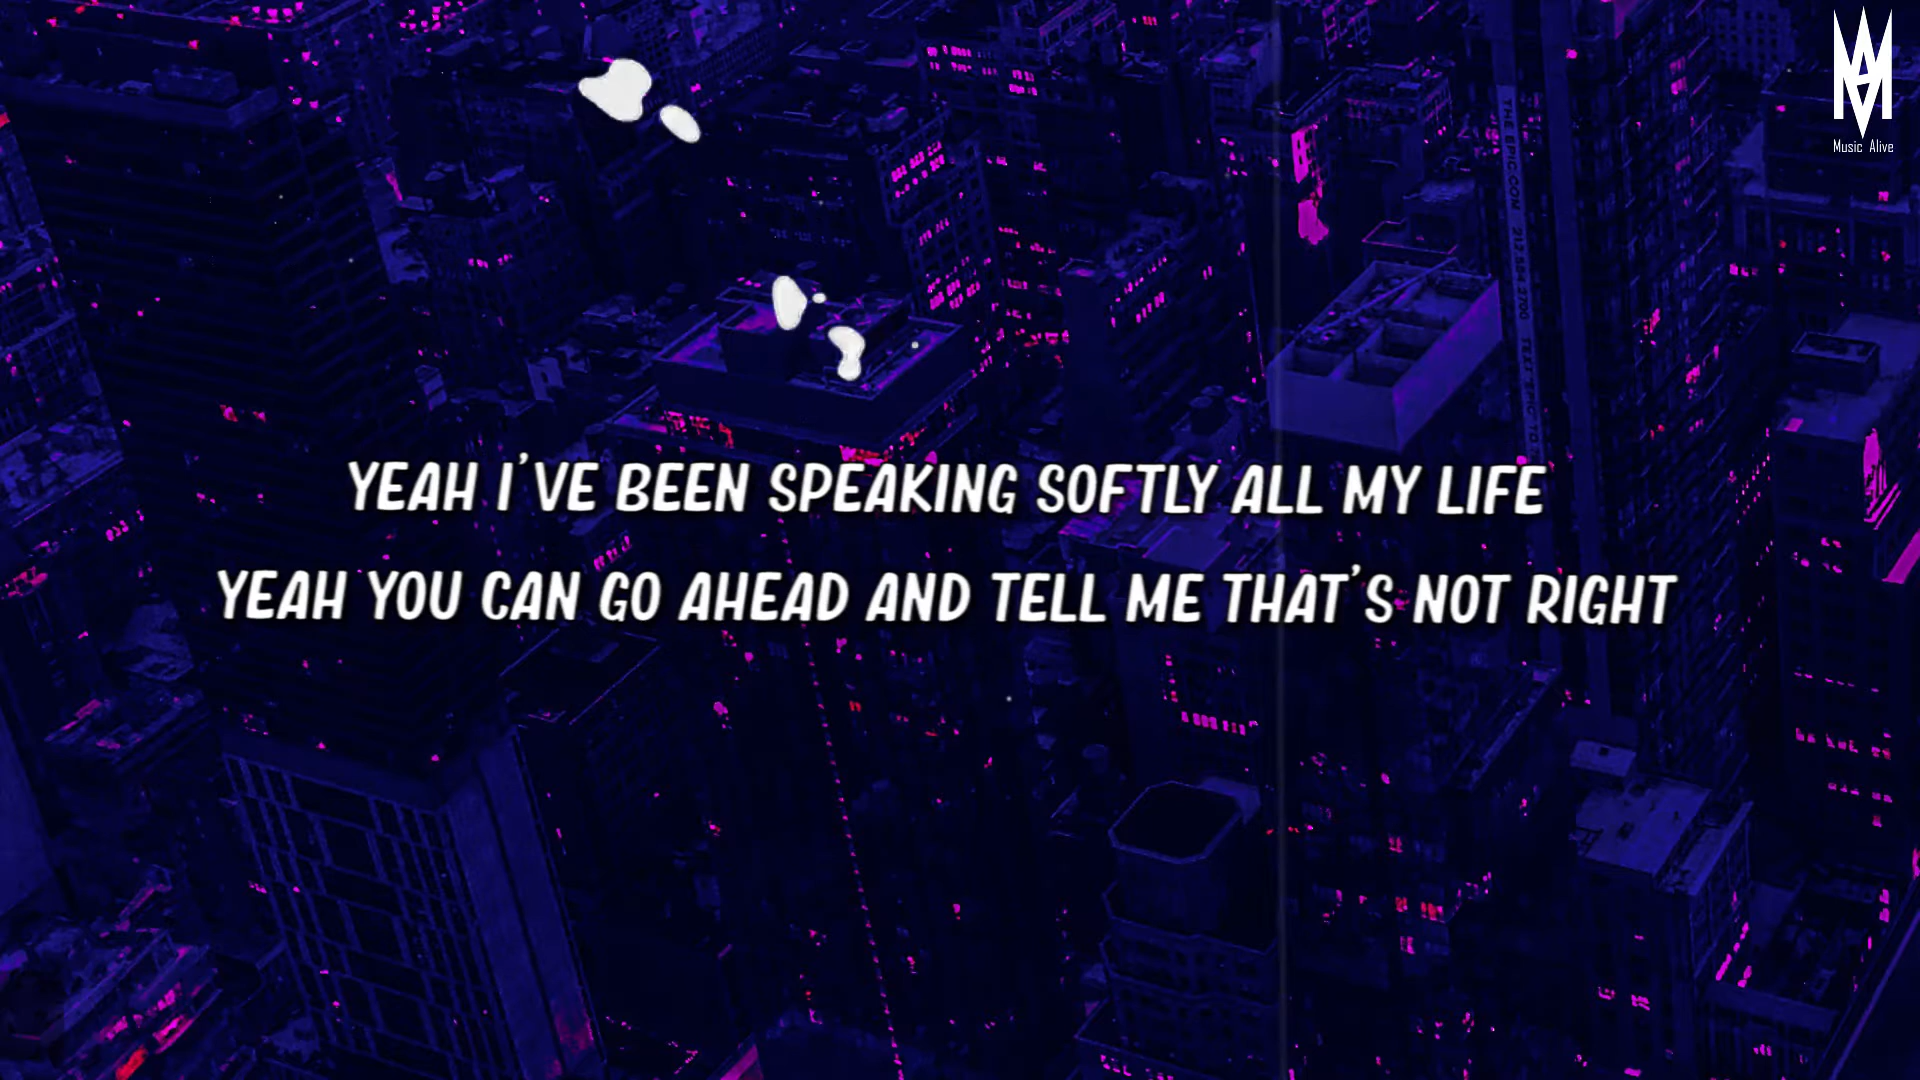 Music Alive
YEAH I'VE BEEN SPEAKING SOFTLY ALL MY LIFE
YEAH YOU CAN GO AHEAD AND TELL ME THAT'S NOT RIGHT